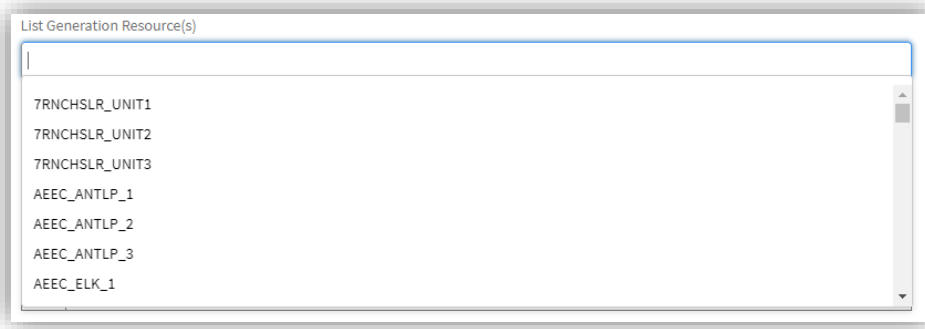 List Generation Resource(s)
7RNCHSLR_UNIT1
7RNCHSLR_UNIT2
7RNCHSLR_UNIT3
AEEC_ANTLP_1
AEEC_ANTLP_2
AEEC_ANTLP_3
AEEC_ELK_1